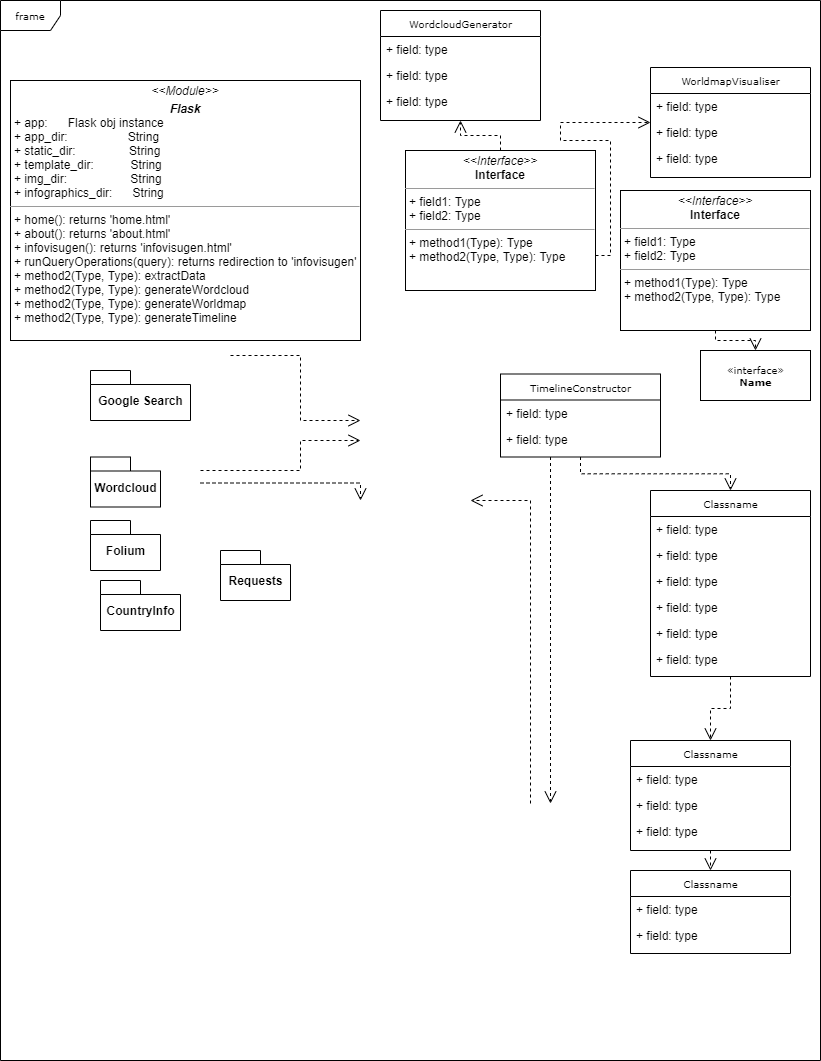 frame
WordcloudGenerator
+ field: type
+ field: type
+ field: type
WorldmapVisualiser
+ field: type
+ field: type
+ field: type
<<Module>>
Flask
+ app: Flask obj instance
+ app_dir: String
+ static_dir: String
+ template_dir: String
+ img_dir: String
+ infographics_dir: String
+ home(): returns 'home.html'
+ about(): returns 'about.html'
+ infovisugen(): returns 'infovisugen.html'
+ runQueryOperations(query): returns redirection to 'infovisugen'
+ method2(Type, Type): extractData
+ method2(Type, Type): generateWordcloud
+ method2(Type, Type): generateWorldmap
+ method2(Type, Type): generateTimeline
<<Interface>>
Interface
+ field1: Type
+ field2: Type
+ method1(Type): Type
+ method2(Type, Type): Type
<<Interface>>
Interface
+ field1: Type
+ field2: Type
+ method1(Type): Type
+ method2(Type, Type): Type
«interface»
Name
Google Search
TimelineConstructor
+ field: type
+ field: type
Wordcloud
Folium
CountryInfo
Requests
Classname
+ field: type
+ field: type
+ field: type
+ field: type
+ field: type
+ field: type
Classname
+ field: type
+ field: type
+ field: type
Classname
+ field: type
+ field: type